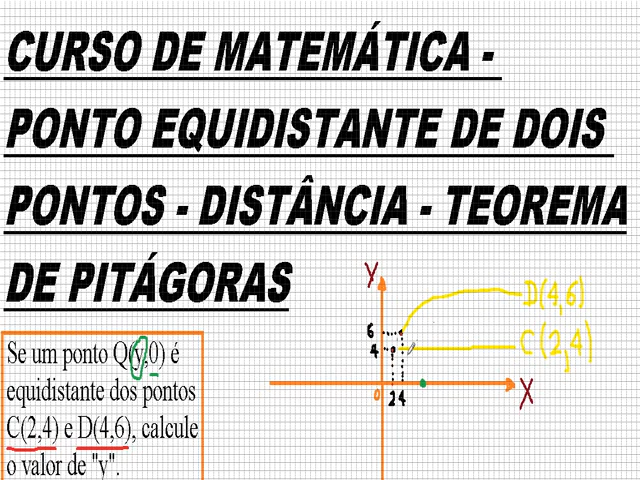 CURSO DE MATEMÁTICA -
PONTO EQUIDISTANTE DE DOIS
PONTOS - DISTÂNCIA - TEOREMA
DE PITÁGORAS
Y
D(4,6)
6
C(2,4)
4
Se um ponto Q(y,0) é
equidistante dos pontos
C(2,4) e D(4,6), calcule
o valor de "y".
0
2 4
X